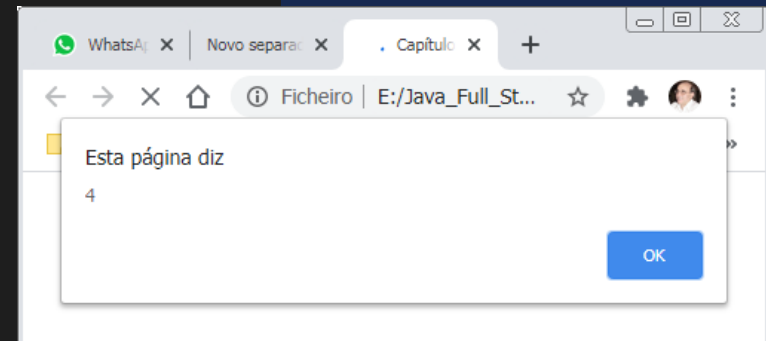 WhatsAp
Novo separad
Capítulo
Ficheiro | E:/Java_Full_St...
Esta página diz
4
OK